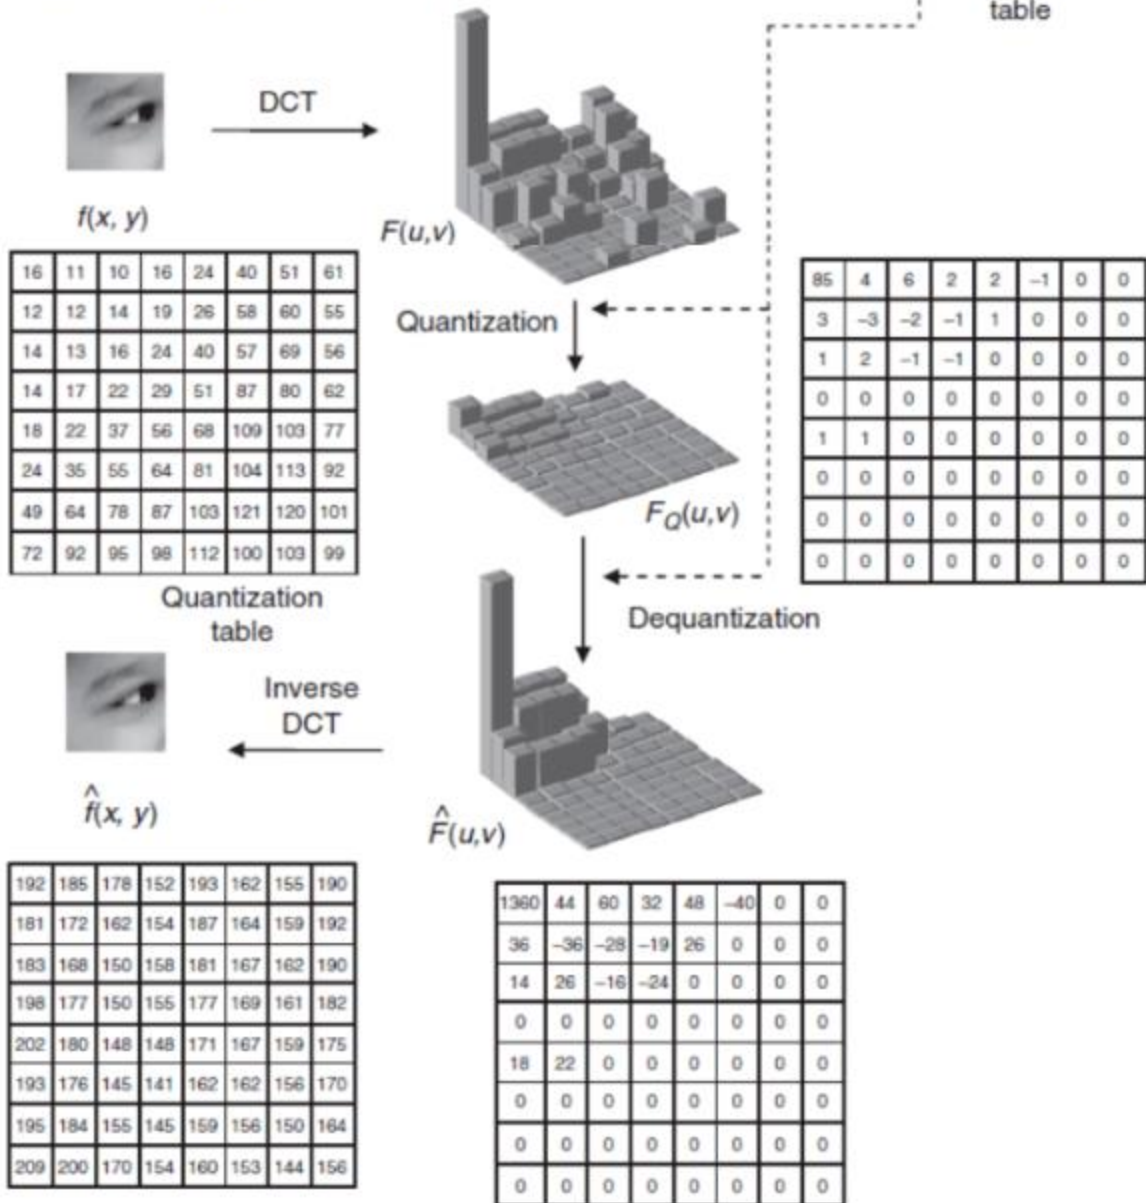 table
DCT
f(x, y)
F(u,v)
16 11 10 16 24 40 51 61
12 12 14 19 26 58 60 55
14 13 16 24 40 57 69 56
14 17 22 29 51 87 80 62
18 22 37 56 68 109 103 77
24 35 55 64 81 104 113 92
49 64 78 87 103 121 120 101
72 92 95 98 112 100 103 99
Quantization
table
Quantization
85 4 6 2 2 −1 0 0
3 −3 −2 −1 1 0 0 0
1 2 −1 −1 0 0 0 0
0 0 0 0 0 0 0 0
1 1 0 0 0 0 0 0
0 0 0 0 0 0 0 0
0 0 0 0 0 0 0 0
0 0 0 0 0 0 0 0
F_Q(u,v)
Dequantization
Inverse
DCT
f̂(x, y)
F̂(u,v)
192 185 178 152 193 162 155 190
181 172 162 154 187 164 159 192
183 168 150 158 181 167 162 190
198 177 150 155 177 169 161 182
202 180 148 148 171 167 159 175
193 176 145 141 162 162 156 170
195 184 155 145 159 156 150 164
209 200 170 154 160 153 144 156
1360 44 60 32 48 −40 0 0
36 −36 −28 −19 26 0 0 0
14 26 −16 −24 0 0 0 0
0 0 0 0 0 0 0 0
18 22 0 0 0 0 0 0
0 0 0 0 0 0 0 0
0 0 0 0 0 0 0 0
0 0 0 0 0 0 0 0